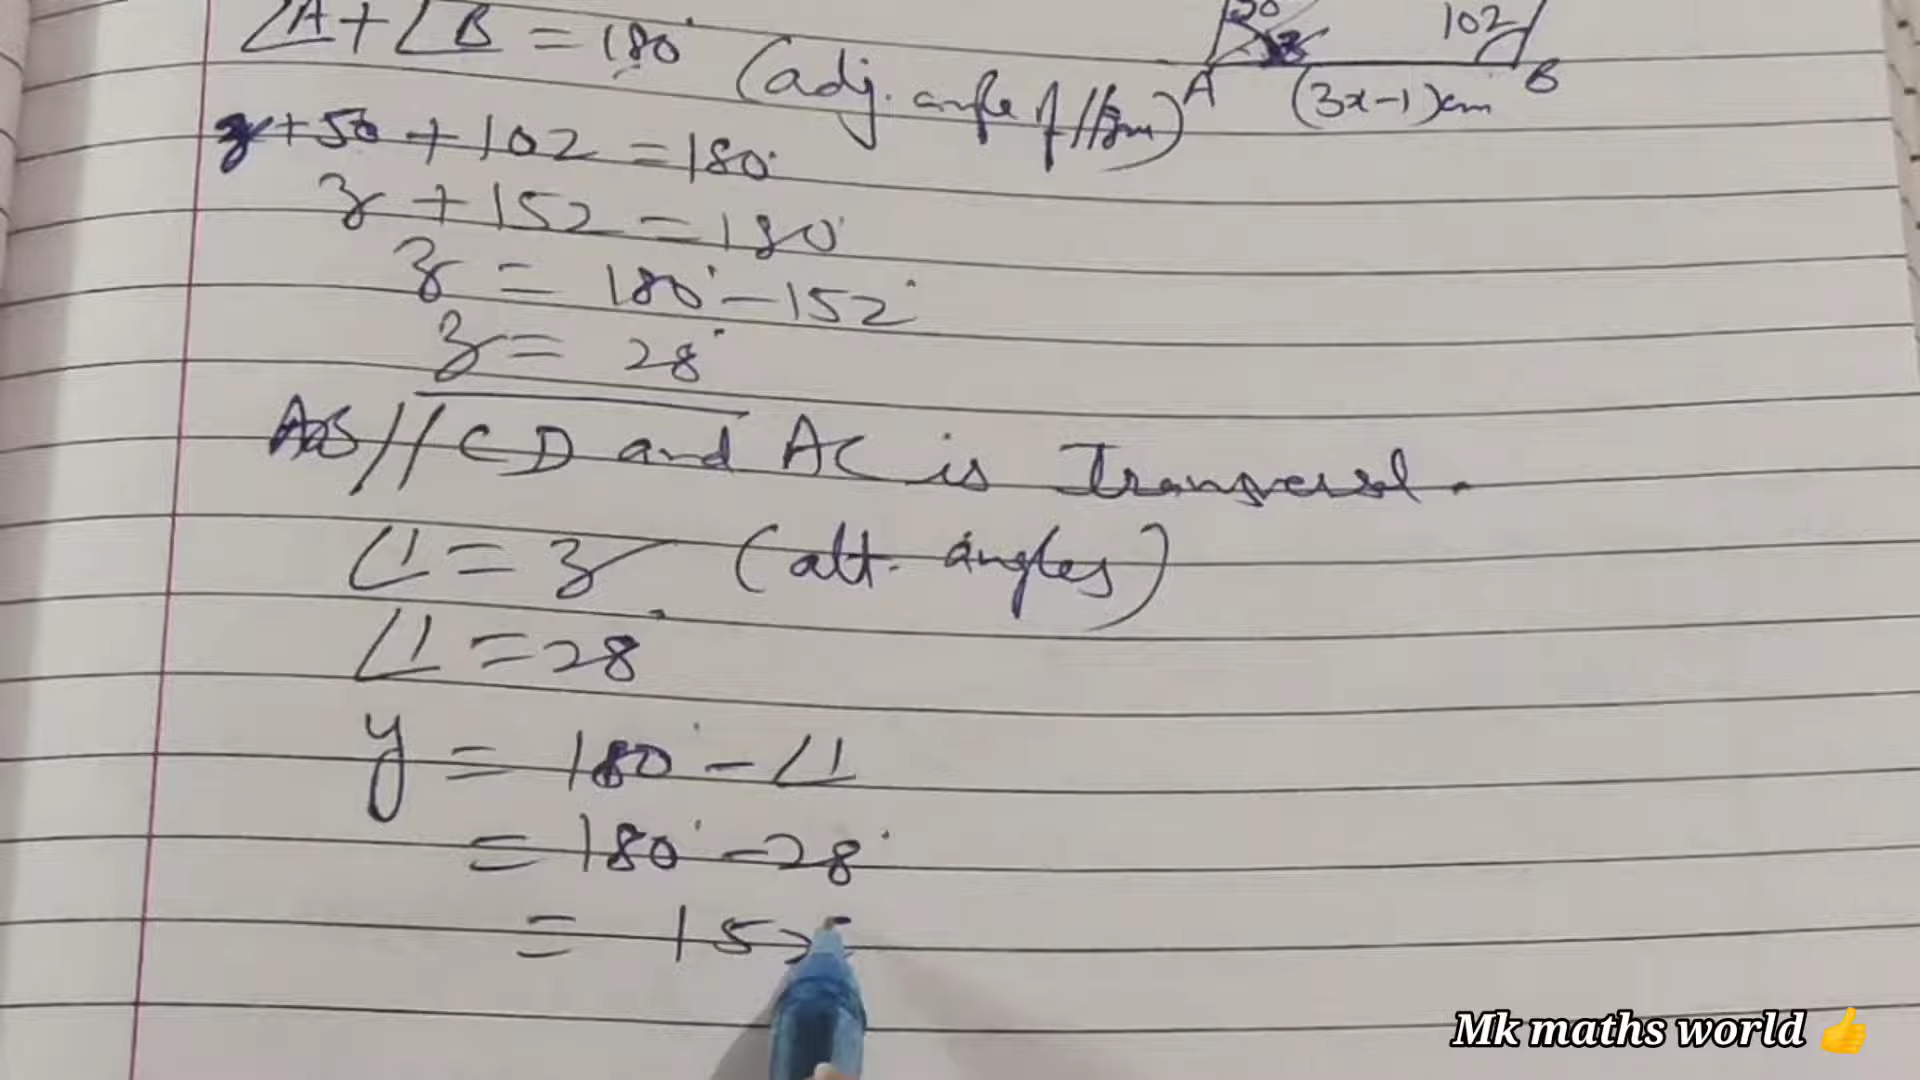 ∠A + ∠B = 180° (adj. angle of //gm)
50 102
A B
(3x-1)cm
z+50 + 102 = 180°
z + 152 = 180°
z = 180° - 152°
z = 28°
AB // CD and AC is Transversal.
∠1 = z (alt. angles)
∠1 = 28°
y = 180° - ∠1
= 180° - 28°
= 152
Mk maths world 👍